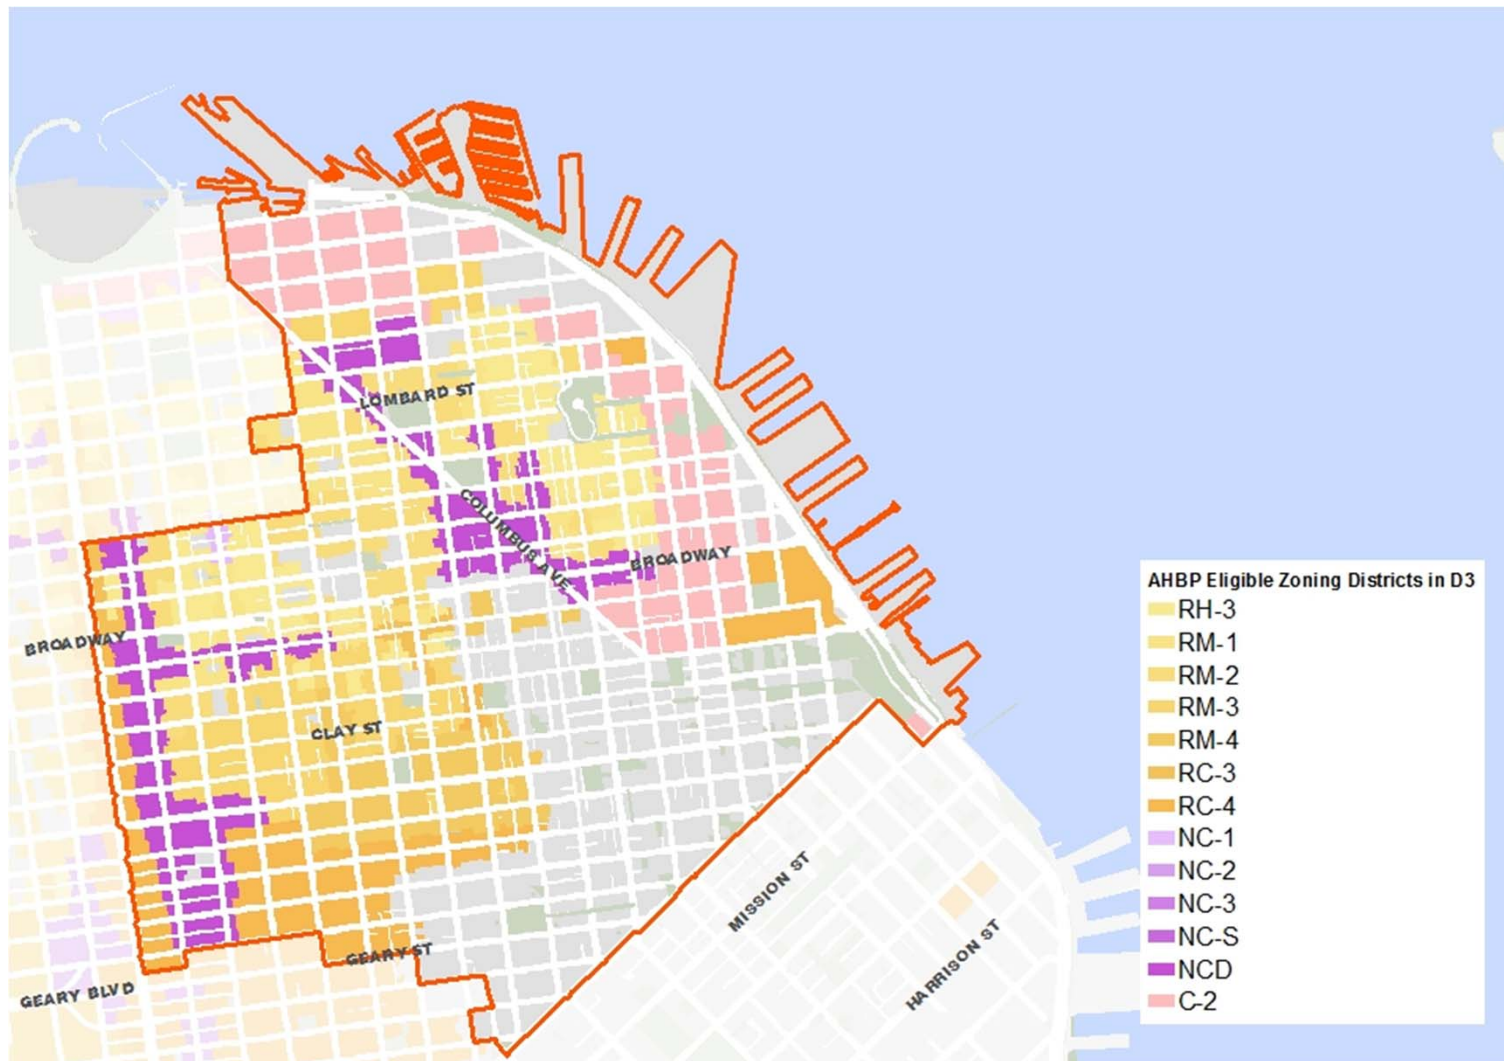 LOMBARD ST
COLUMBUS AVE
BROADWAY
BROADWAY
CLAY ST
GEARY ST
GEARY BLVD
MISSION ST
HARRISON ST
AHBP Eligible Zoning Districts in D3
RH-3
RM-1
RM-2
RM-3
RM-4
RC-3
RC-4
NC-1
NC-2
NC-3
NC-S
NCD
C-2